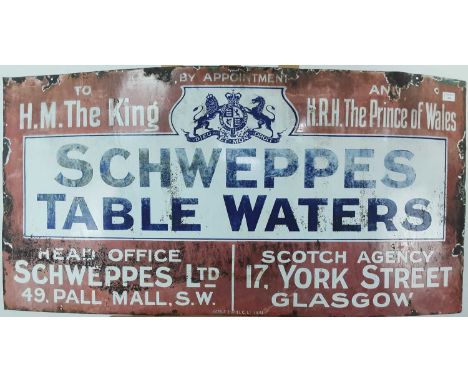 BY APPOINTMENT
TO AND
H.M. The King H.R.H. The Prince of Wales
SCHWEPPES
TABLE WATERS
HEAD OFFICE
SCHWEPPES LTD
49, PALL MALL, S.W.
SCOTCH AGENCY
17, YORK STREET
GLASGOW